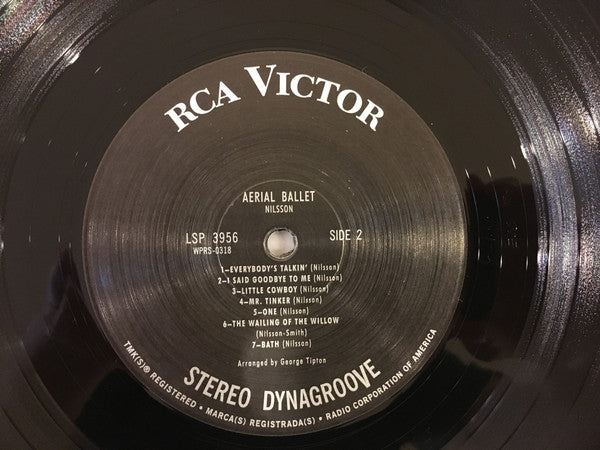 RCA VICTOR
AERIAL BALLET
NILSSON
LSP 3956 SIDE 2
WPRS-0318
1—EVERYBODY'S TALKIN' (Nilsson)
2—I SAID GOODBYE TO ME (Nilsson)
3—LITTLE COWBOY (Nilsson)
4—MR. TINKER (Nilsson)
5—ONE (Nilsson)
6—THE WAILING OF THE WILLOW
(Nilsson-Smith)
7—BATH (Nilsson)
Arranged by George Tipton
STEREO DYNAGROOVE
TMK(S) ® REGISTERED • MARCA(S) REGISTRADA(S) • RADIO CORPORATION OF AMERICA